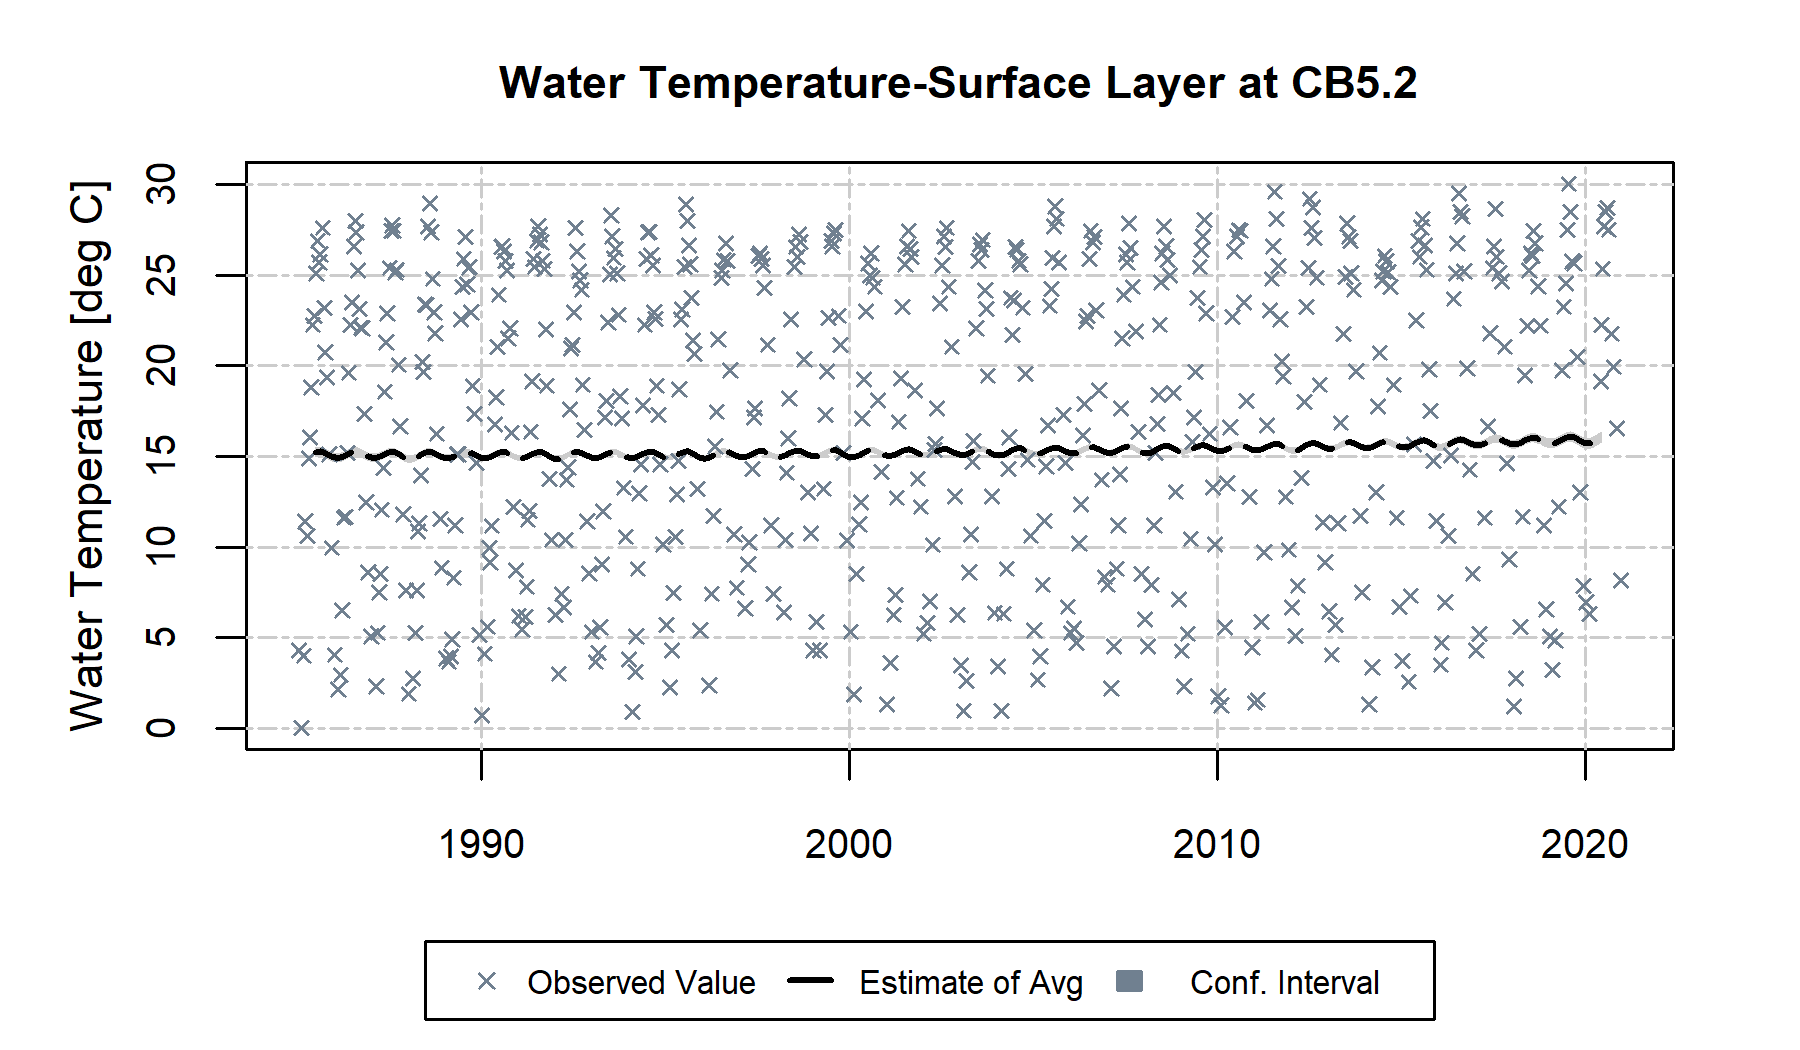 Water Temperature-Surface Layer at CB5.2
Water Temperature [deg C]
30
25
20
15
10
5
0
1990 2000 2010 2020
Observed Value Estimate of Avg Conf. Interval